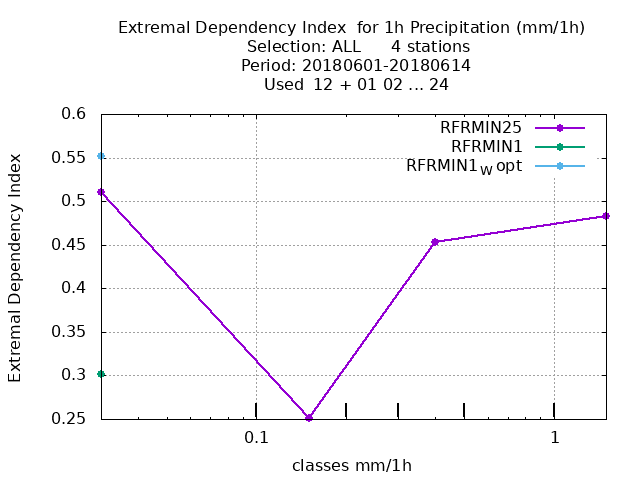 Extremal Dependency Index  for 1h Precipitation (mm/1h)
Selection: ALL      4 stations
Period: 20180601-20180614
Used  12 + 01 02 ... 24
RFRMIN25
RFRMIN1
RFRMIN1W opt
Extremal Dependency Index
0.6
0.55
0.5
0.45
0.4
0.35
0.3
0.25
0.1
1
classes mm/1h